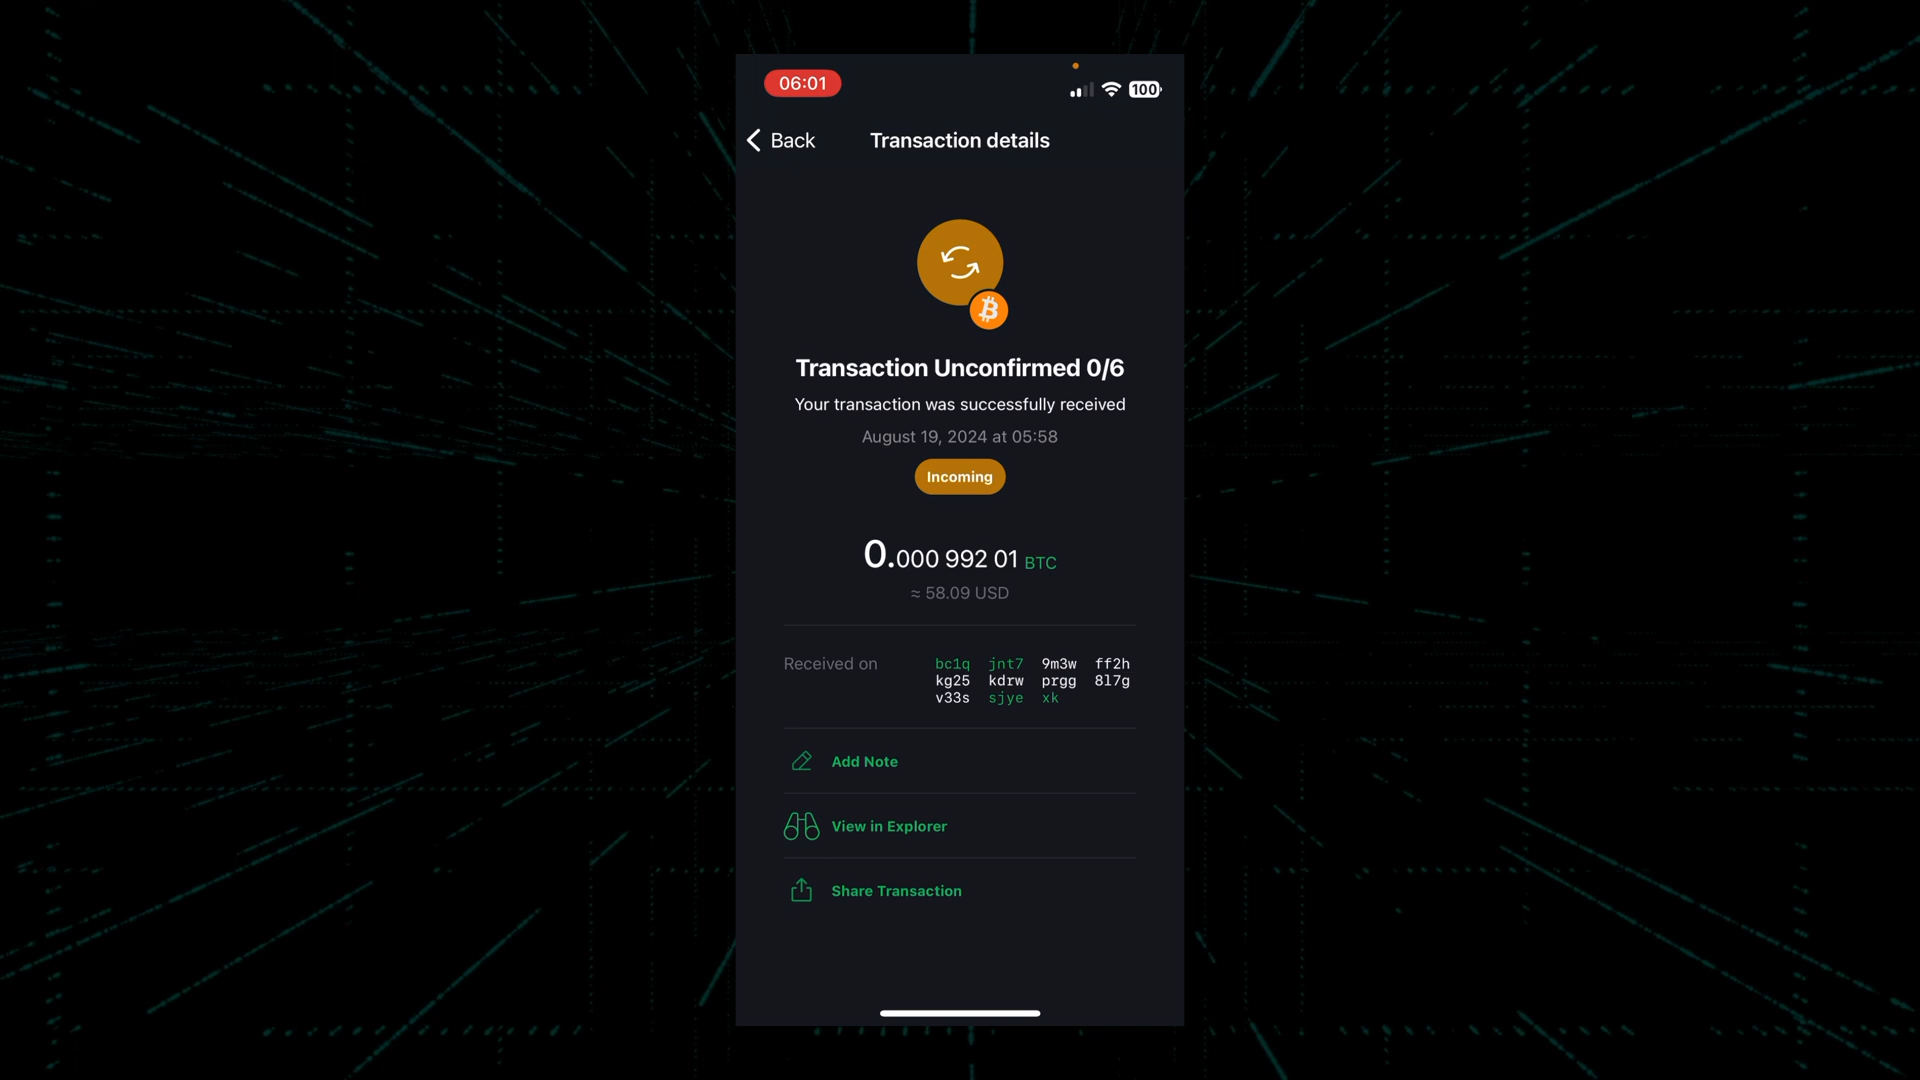 06:01
100
Back
Transaction details
Transaction Unconfirmed 0/6
Your transaction was successfully received
August 19, 2024 at 05:58
Incoming
0.000 992 01 BTC
≈ 58.09 USD
Received on
bc1q jnt7 9m3w ff2h
kg25 kdrw prgg 8l7g
v33s sjye xk
Add Note
View in Explorer
Share Transaction